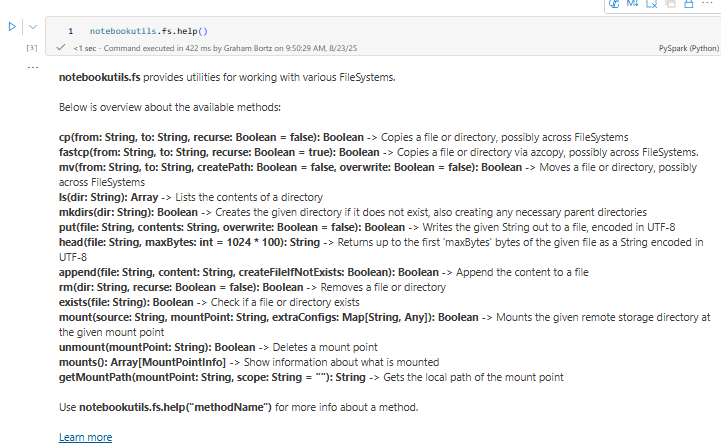 1 notebookutils.fs.help()
[3] <1 sec - Command executed in 422 ms by Graham Bortz on 9:50:29 AM, 8/23/25 PySpark (Python)
notebookutils.fs provides utilities for working with various FileSystems.
Below is overview about the available methods:
cp(from: String, to: String, recurse: Boolean = false): Boolean -> Copies a file or directory, possibly across FileSystems
fastcp(from: String, to: String, recurse: Boolean = true): Boolean -> Copies a file or directory via azcopy, possibly across FileSystems.
mv(from: String, to: String, createPath: Boolean = false, overwrite: Boolean = false): Boolean -> Moves a file or directory, possibly
across FileSystems
ls(dir: String): Array -> Lists the contents of a directory
mkdirs(dir: String): Boolean -> Creates the given directory if it does not exist, also creating any necessary parent directories
put(file: String, contents: String, overwrite: Boolean = false): Boolean -> Writes the given String out to a file, encoded in UTF-8
head(file: String, maxBytes: int = 1024 * 100): String -> Returns up to the first 'maxBytes' bytes of the given file as a String encoded in
UTF-8
append(file: String, content: String, createFileIfNotExists: Boolean): Boolean -> Append the content to a file
rm(dir: String, recurse: Boolean = false): Boolean -> Removes a file or directory
exists(file: String): Boolean -> Check if a file or directory exists
mount(source: String, mountPoint: String, extraConfigs: Map[String, Any]): Boolean -> Mounts the given remote storage directory at
the given mount point
unmount(mountPoint: String): Boolean -> Deletes a mount point
mounts(): Array[MountPointInfo] -> Show information about what is mounted
getMountPath(mountPoint: String, scope: String = ""): String -> Gets the local path of the mount point
Use notebookutils.fs.help("methodName") for more info about a method.
Learn more